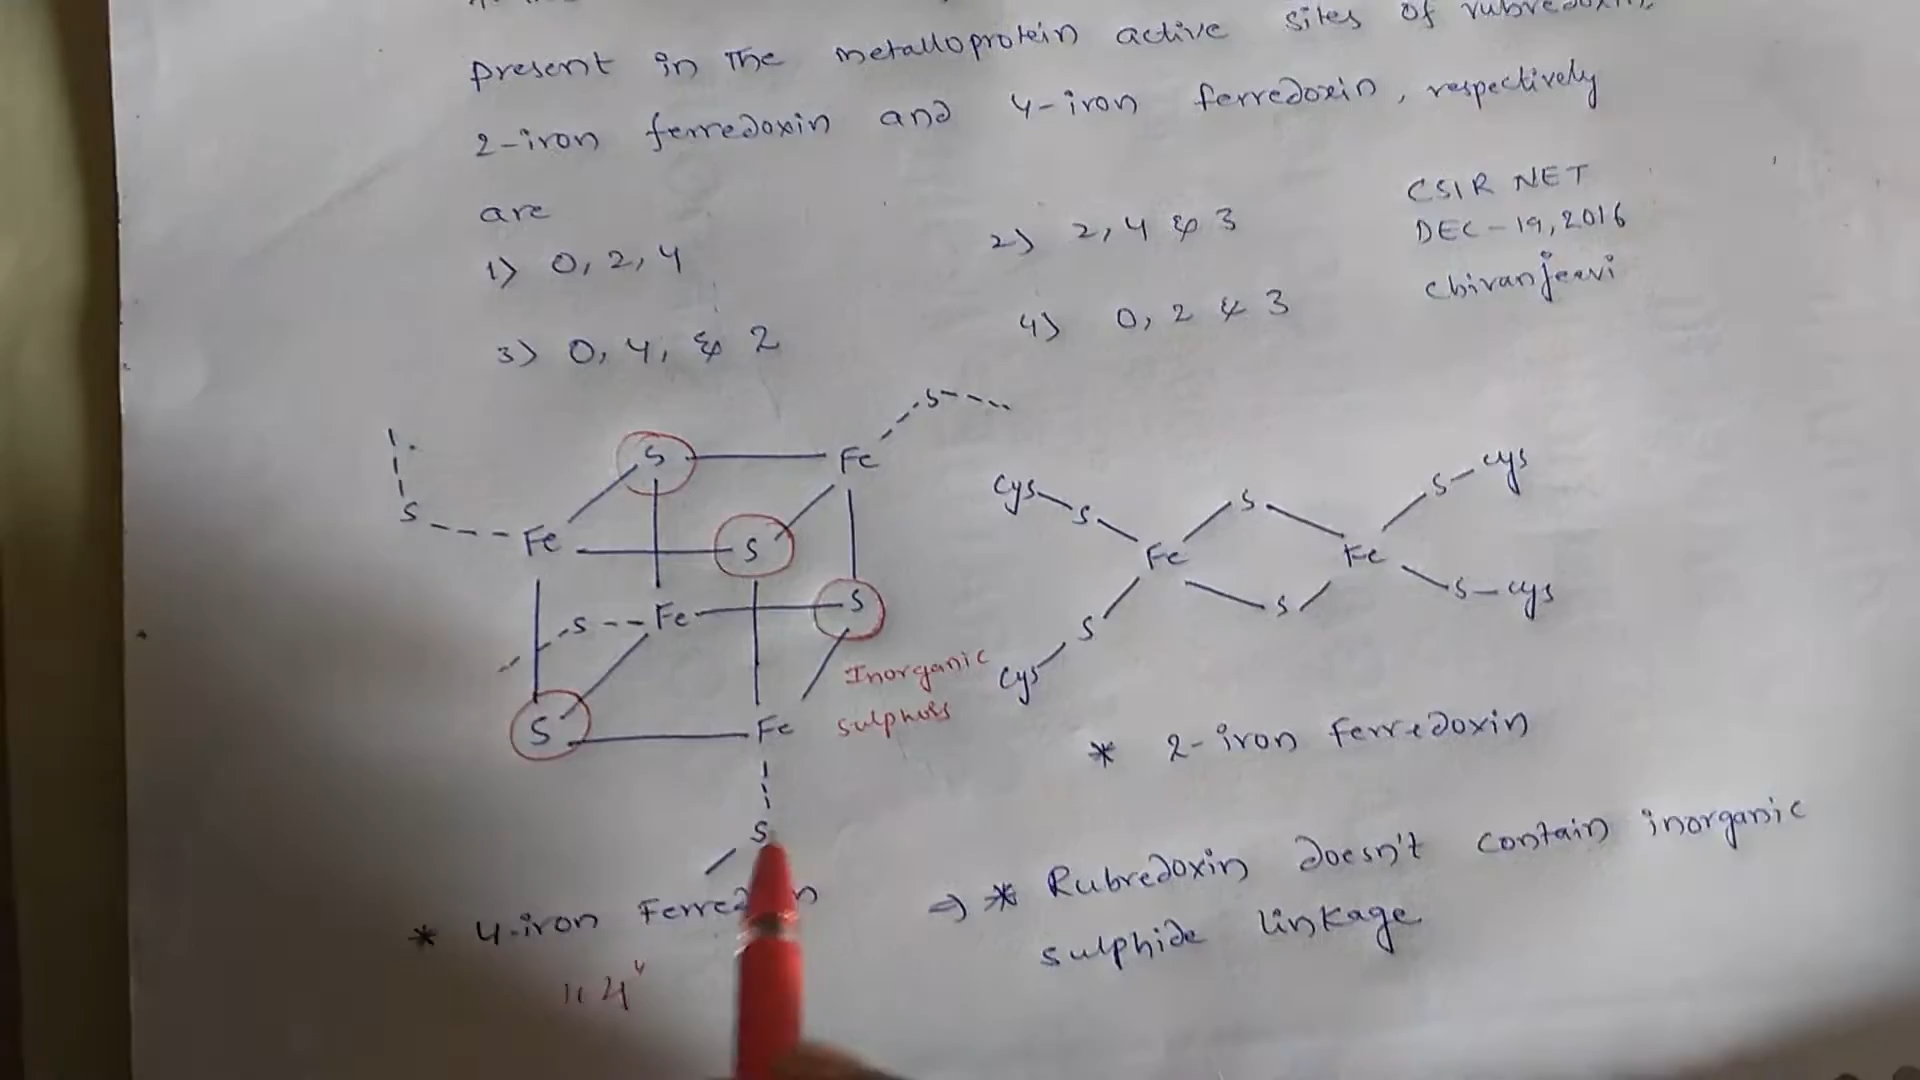 present in The metalloprotein active sites of rubredoxin,
2-iron ferredoxin and 4-iron ferredoxin, respectively
are
1) 0, 2, 4
2) 2, 4 & 3
3) 0, 4, & 2
4) 0, 2 & 3
CSIR NET
DEC-19, 2016
chiranjeevi
S Fe S
S Fe S
S Fe S
S Fe
S
Inorganic
sulphurs
Cys S Fe S Fe S cys
Cys S S S-cys
* 2-iron Ferredoxin
* 4-iron Ferre
"4"
⇒ * Rubredoxin doesn't contain inorganic
sulphide linkage